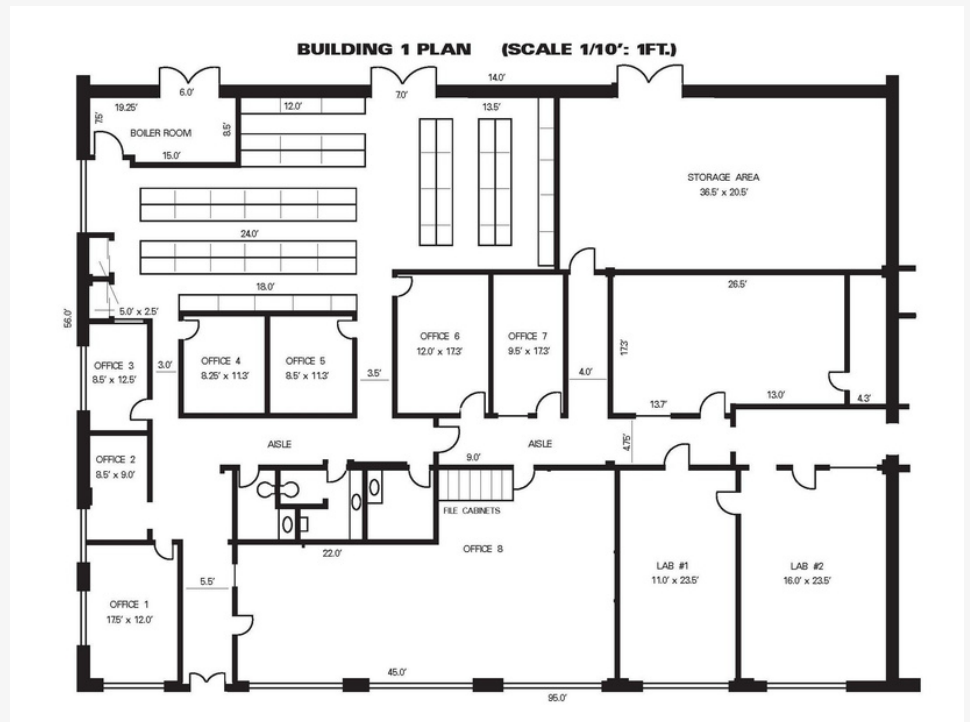 BUILDING 1 PLAN (SCALE 1/10': 1FT.)
14.0'
6.0'
7.0'
19.25'
12.0'
13.5'
7.5'
8.5'
BOILER ROOM
15.0'
STORAGE AREA
36.5' x 20.5'
24.0'
18.0'
26.5'
5.0' x 2.5'
56.0'
OFFICE 3
8.5' x 12.5'
3.0'
OFFICE 4
8.25' x 11.3'
OFFICE 5
8.5' x 11.3'
3.5'
OFFICE 6
12.0' x 17.3'
OFFICE 7
9.5' x 17.3'
4.0'
17.3'
13.7'
13.0'
4.3'
AISLE
9.0'
AISLE
4.75'
OFFICE 2
8.5' x 9.0'
FILE CABINETS
22.0'
OFFICE 8
5.5'
OFFICE 1
17.5' x 12.0'
LAB #1
11.0' x 23.5'
LAB #2
16.0' x 23.5'
45.0'
95.0'